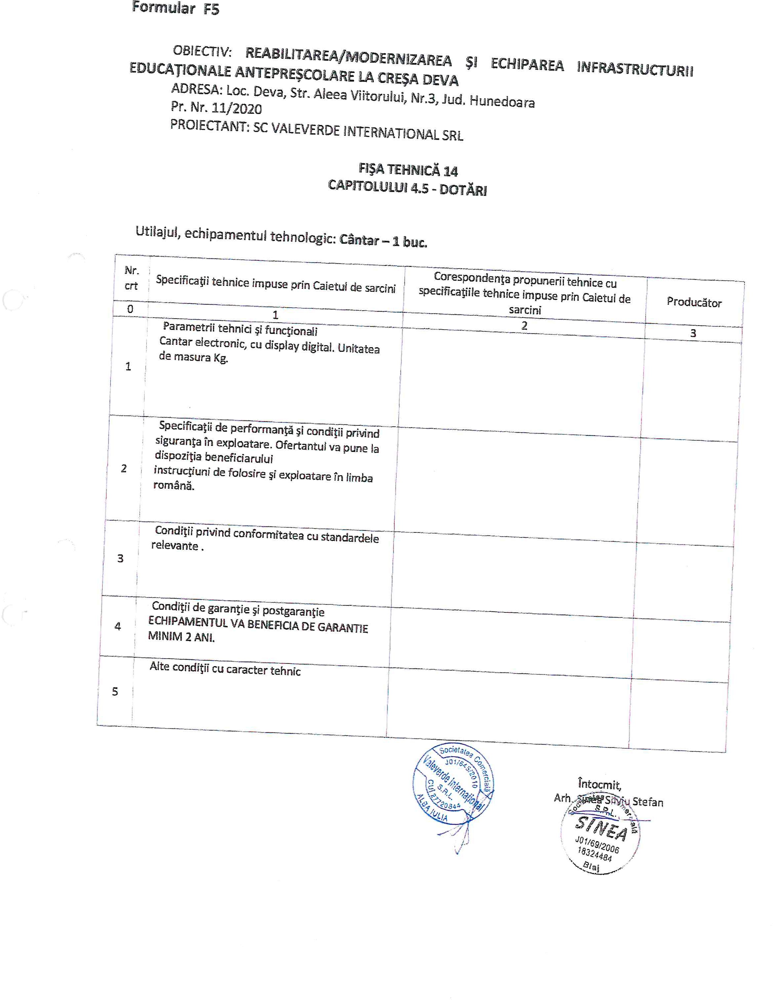 Formular F5
OBIECTIV: REABILITAREA/MODERNIZAREA ŞI ECHIPAREA INFRASTRUCTURII
EDUCAŢIONALE ANTEPREŞCOLARE LA CREŞA DEVA
ADRESA: Loc. Deva, Str. Aleea Viitorului, Nr.3, Jud. Hunedoara
Pr. Nr. 11/2020
PROIECTANT: SC VALEVERDE INTERNATIONAL SRL
FIŞA TEHNICĂ 14
CAPITOLULUI 4.5 - DOTĂRI
Utilajul, echipamentul tehnologic: Cântar – 1 buc.
Nr.
crt
Specificaţii tehnice impuse prin Caietul de sarcini
Corespondenţa propunerii tehnice cu
specificaţiile tehnice impuse prin Caietul de
sarcini
Producător
0
1
2
3
1
Parametrii tehnici şi funcţionali
Cantar electronic, cu display digital. Unitatea
de masura Kg.
2
Specificaţii de performanţă şi condiţii privind
siguranţa în exploatare. Ofertantul va pune la
dispoziţia beneficiarului
instrucţiuni de folosire şi exploatare în limba
română.
3
Condiţii privind conformitatea cu standardele
relevante .
4
Condiţii de garanţie şi postgaranţie
ECHIPAMENTUL VA BENEFICIA DE GARANTIE
MINIM 2 ANI.
5
Alte condiţii cu caracter tehnic
Societatea Comercială
J01/645/2010
Valeverde Internaţional
S.R.L.
CUI 27720844
ALBA IULIA
Întocmit,
Arh. Sinea Silviu Stefan
Societatea Comercială
S.R.L.
SINEA
J01/69/2006
18324484
Blaj